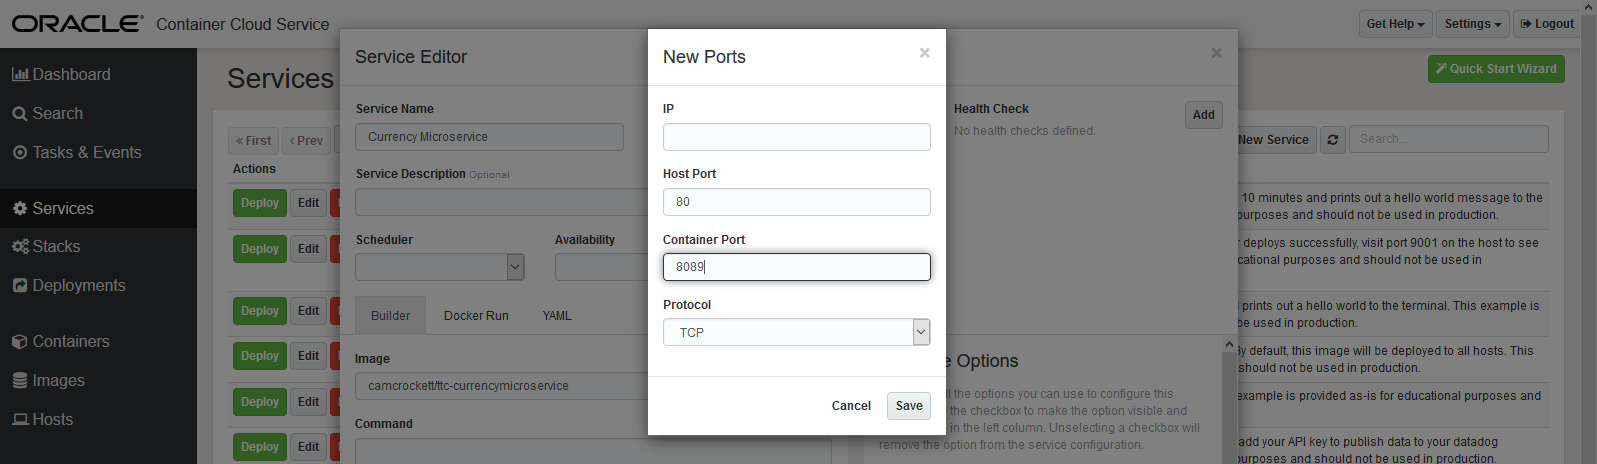 ORACLE® Container Cloud Service
Get Help
Settings
Logout
Dashboard
Search
Tasks & Events
Services
Stacks
Deployments
Containers
Images
Hosts
Services
Quick Start Wizard
« First
‹ Prev
New Service
Search...
Actions
Deploy Edit
Deploy Edit
Deploy Edit
Deploy Edit
Deploy Edit
Deploy Edit
10 minutes and prints out a hello world message to the
purposes and should not be used in production.
deploys successfully, visit port 9001 on the host to see
cational purposes and should not be used in
prints out a hello world to the terminal. This example is
be used in production.
By default, this image will be deployed to all hosts. This
should not be used in production.
example is provided as-is for educational purposes and
add your API key to publish data to your datadog
purposes and should not be used in production.
Service Editor
×
Service Name
Currency Microservice
Service Description Optional
Scheduler
Availability
Builder
Docker Run
YAML
Image
camcrockett/ttc-currencymicroservice
Command
Health Check
Add
No health checks defined.
e Options
ll the options you can use to configure this
the checkbox to make the option visible and
in the left column. Unselecting a checkbox will
remove the option from the service configuration.
New Ports
×
IP
Host Port
80
Container Port
8089
Protocol
TCP
Cancel
Save